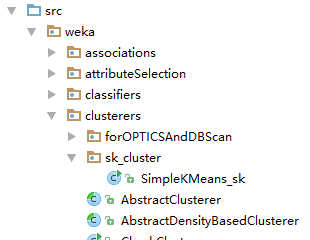 src
weka
associations
attributeSelection
classifiers
clusterers
forOPTICSAndDBScan
sk_cluster
SimpleKMeans_sk
AbstractClusterer
AbstractDensityBasedClusterer